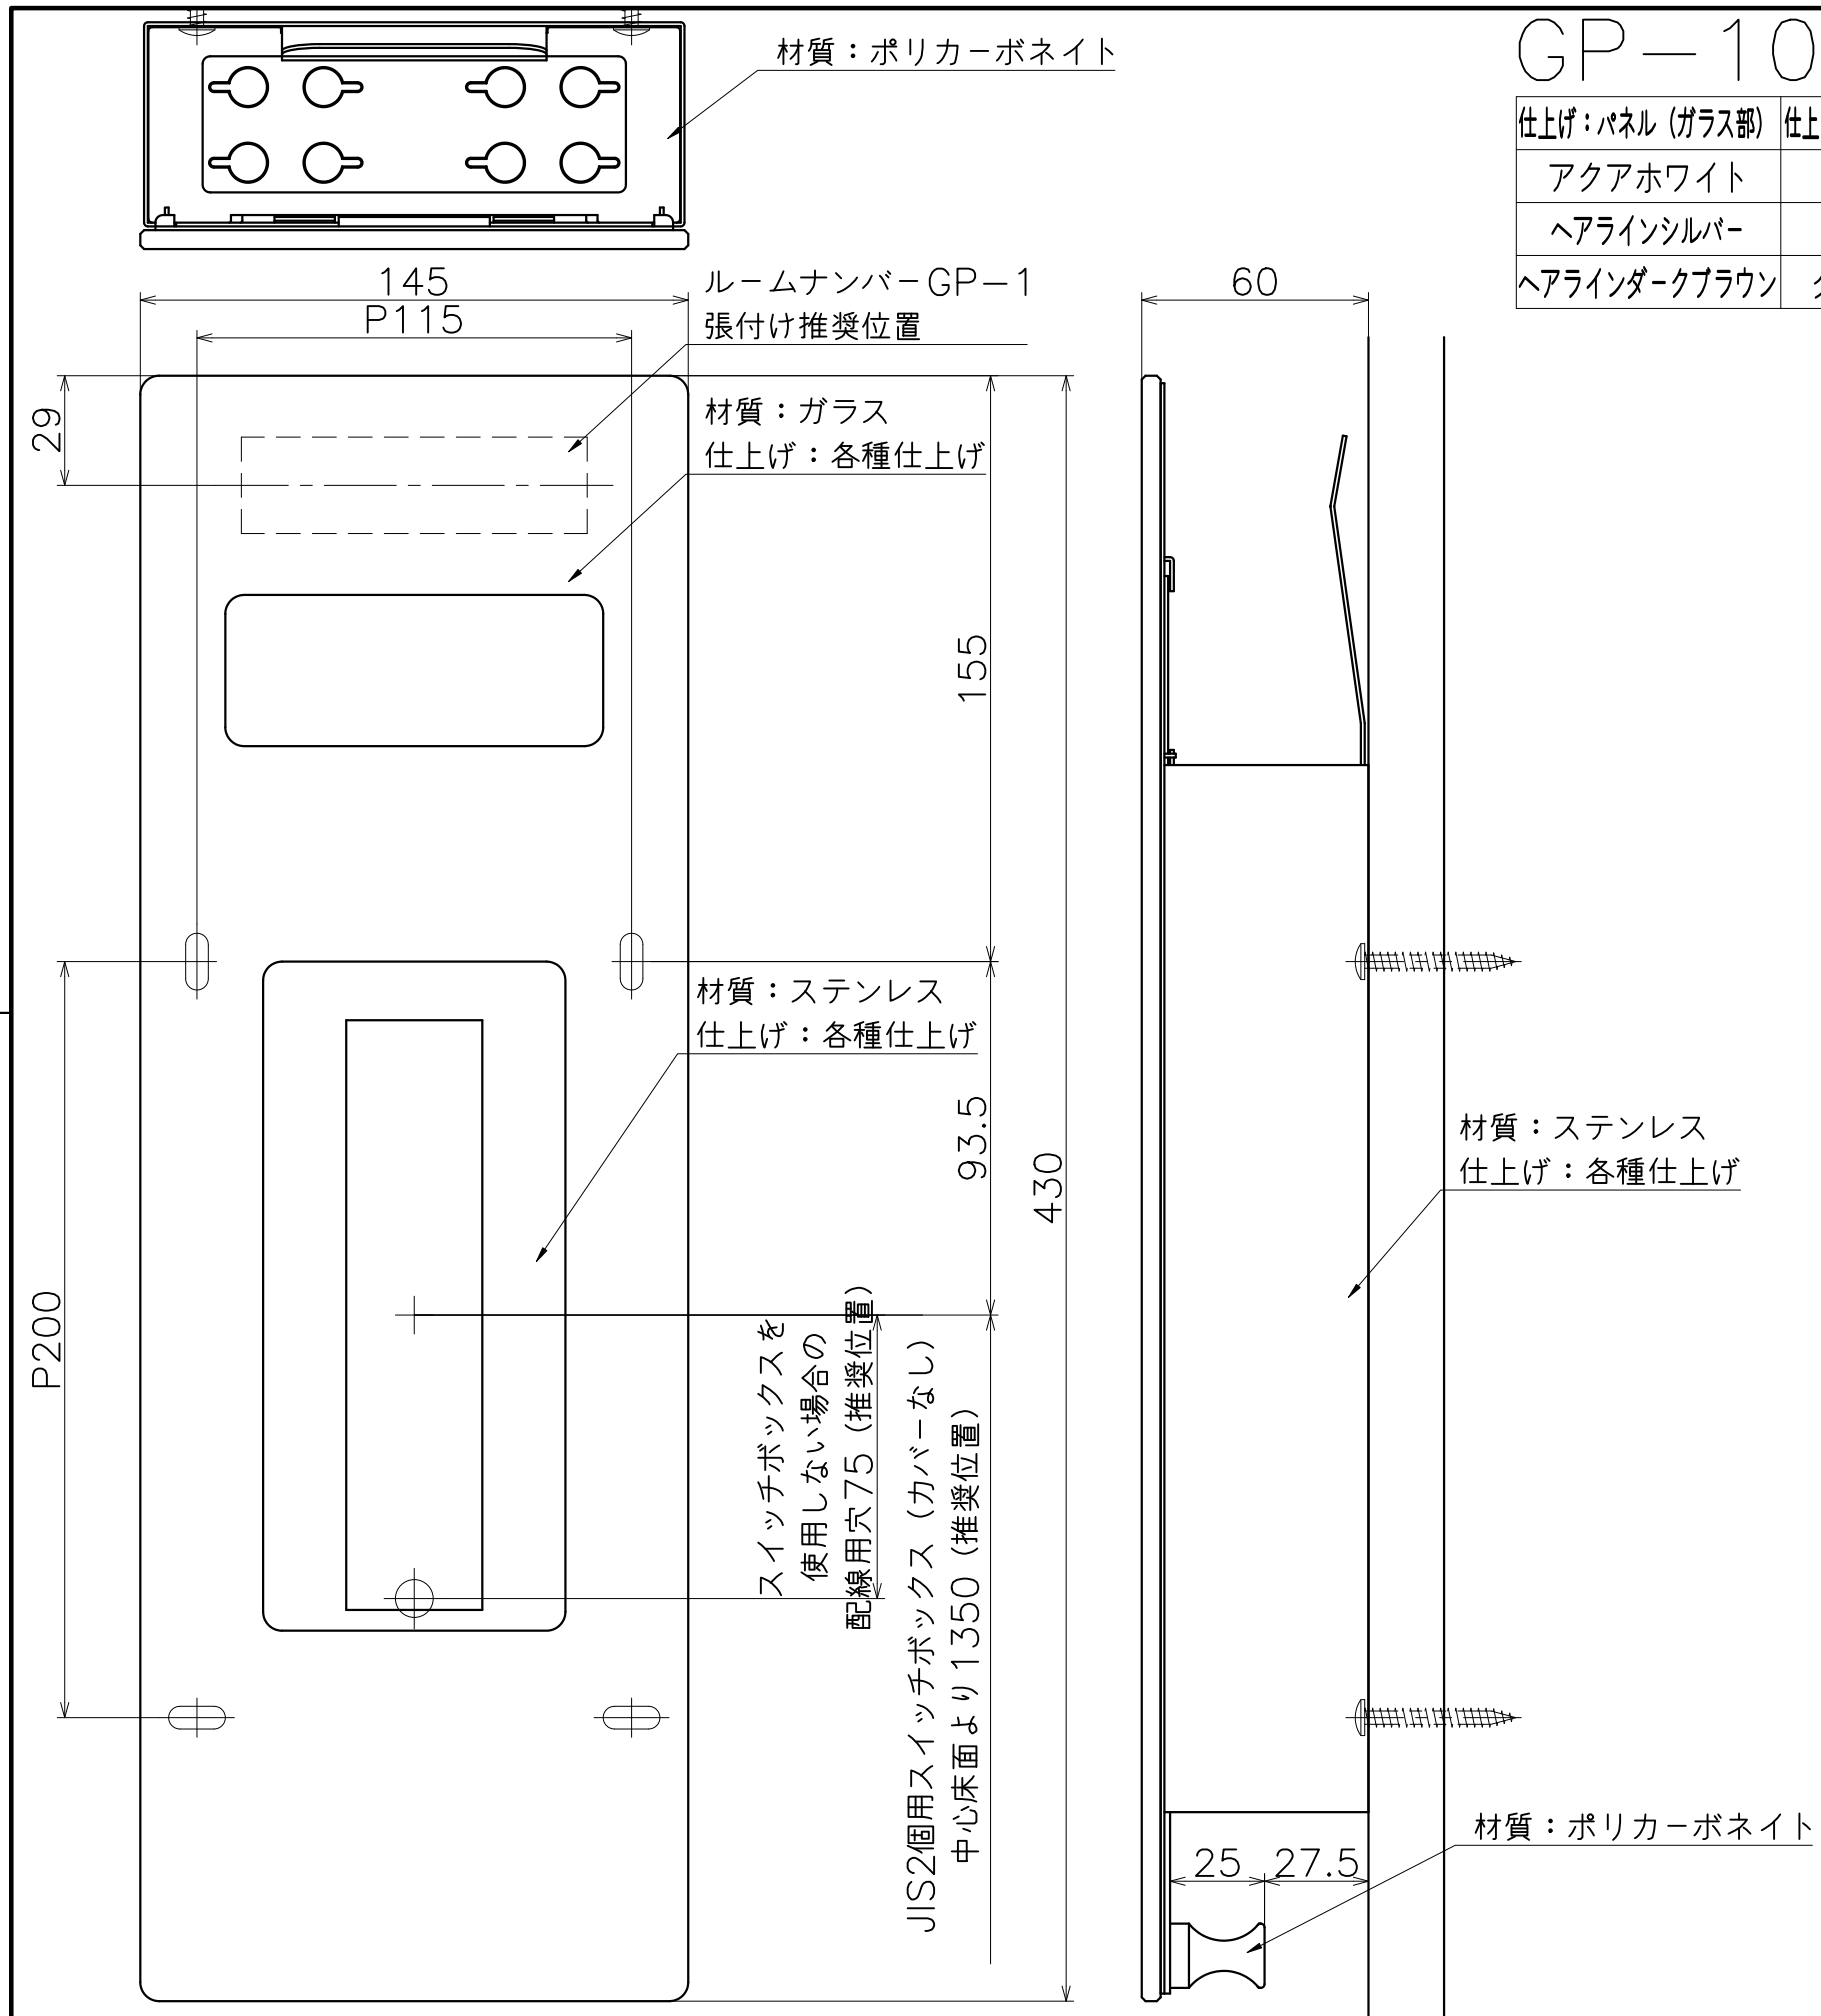 GP－10
材質：ポリカーボネイト
仕上げ：パネル（ガラス部）
仕上
アクアホワイト
ヘアラインシルバー
ヘアラインダークブラウン
145
P115
ルームナンバーGP－1
張付け推奨位置
60
29
材質：ガラス
仕上げ：各種仕上げ
155
材質：ステンレス
仕上げ：各種仕上げ
93.5
430
材質：ステンレス
仕上げ：各種仕上げ
P200
スイッチボックスを
使用しない場合の
配線用穴75（推奨位置）
JIS2個用スイッチボックス（カバーなし）
中心床面より1350（推奨位置）
材質：ポリカーボネイト
25
27.5